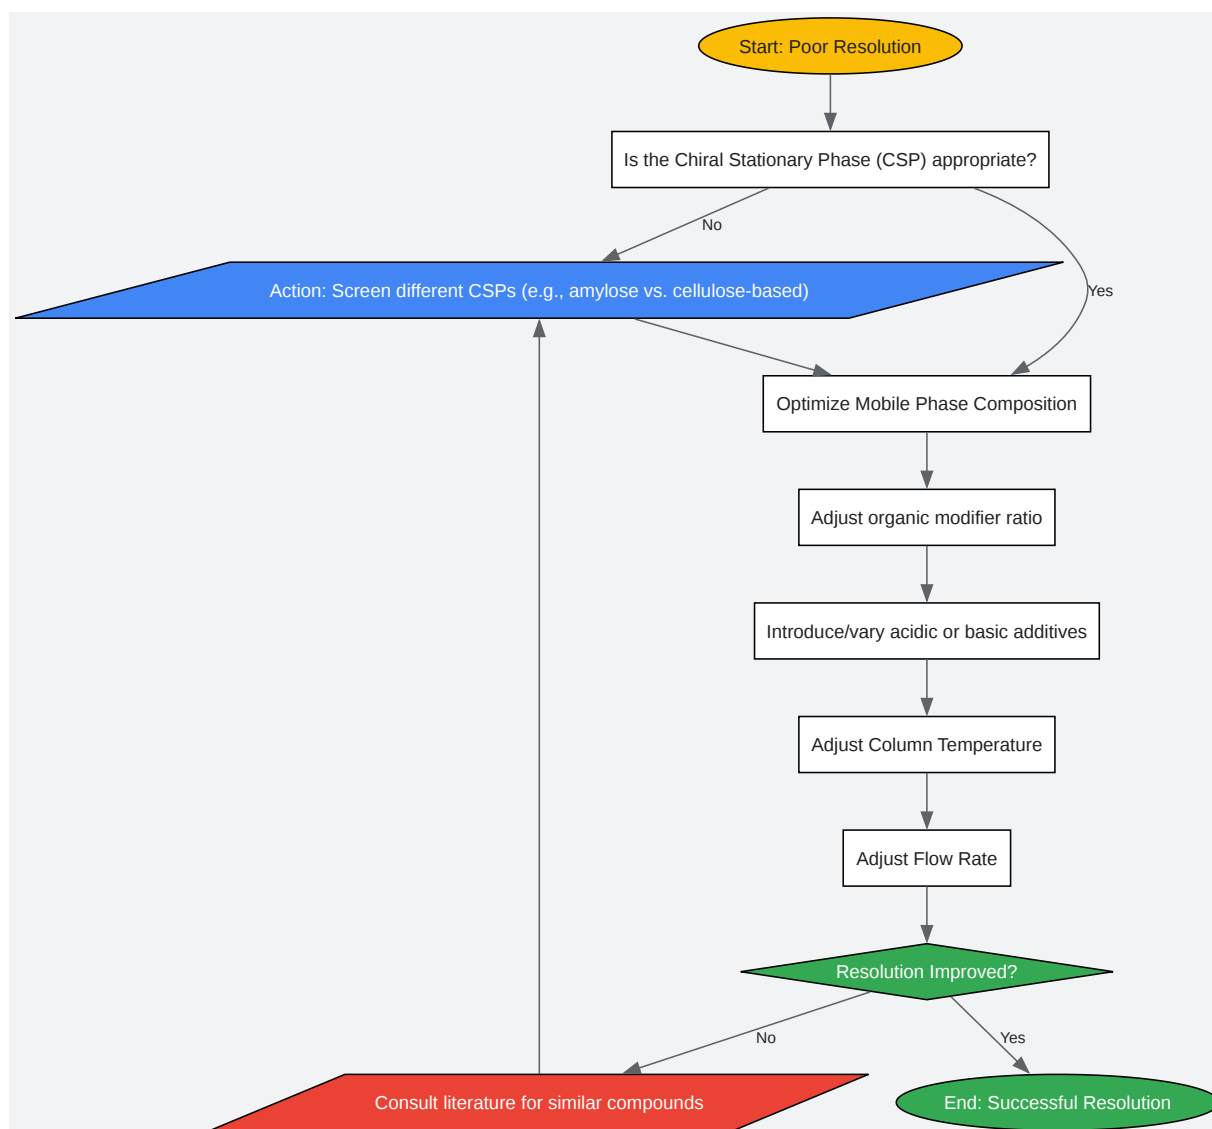 Start: Poor Resolution
Is the Chiral Stationary Phase (CSP) appropriate?
No
Action: Screen different CSPs (e.g., amylose vs. cellulose-based)
Yes
Optimize Mobile Phase Composition
Adjust organic modifier ratio
Introduce/vary acidic or basic additives
Adjust Column Temperature
Adjust Flow Rate
Resolution Improved?
No
Yes
Consult literature for similar compounds
End: Successful Resolution